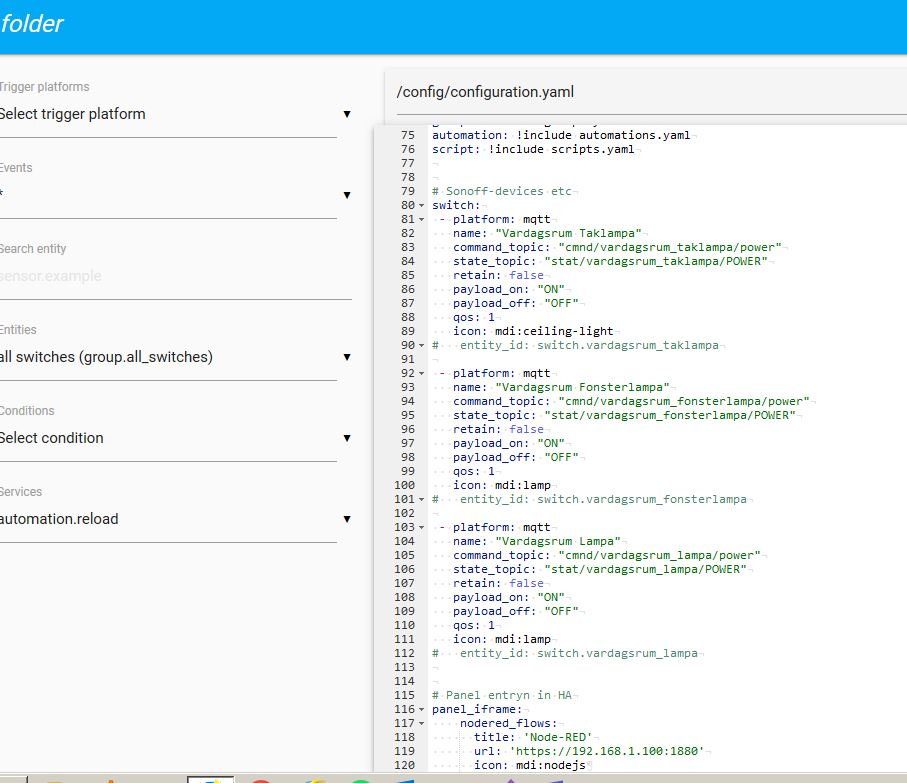 folder
Trigger platforms
Select trigger platform
Events
*
Search entity
sensor.example
Entities
all switches (group.all_switches)
Conditions
Select condition
Services
automation.reload
/config/configuration.yaml
75 automation: !include automations.yaml
76 script: !include scripts.yaml
77
78
79 # Sonoff-devices etc
80 switch:
81  - platform: mqtt
82    name: "Vardagsrum Taklampa"
83    command_topic: "cmnd/vardagsrum_taklampa/power"
84    state_topic: "stat/vardagsrum_taklampa/POWER"
85    retain: false
86    payload_on: "ON"
87    payload_off: "OFF"
88    qos: 1
89    icon: mdi:ceiling-light
90 #   entity_id: switch.vardagsrum_taklampa
91
92  - platform: mqtt
93    name: "Vardagsrum Fonsterlampa"
94    command_topic: "cmnd/vardagsrum_fonsterlampa/power"
95    state_topic: "stat/vardagsrum_fonsterlampa/POWER"
96    retain: false
97    payload_on: "ON"
98    payload_off: "OFF"
99    qos: 1
100    icon: mdi:lamp
101 #   entity_id: switch.vardagsrum_fonsterlampa
102
103  - platform: mqtt
104    name: "Vardagsrum Lampa"
105    command_topic: "cmnd/vardagsrum_lampa/power"
106    state_topic: "stat/vardagsrum_lampa/POWER"
107    retain: false
108    payload_on: "ON"
109    payload_off: "OFF"
110    qos: 1
111    icon: mdi:lamp
112 #   entity_id: switch.vardagsrum_lampa
113
114
115 # Panel entryn in HA
116 panel_iframe:
117     nodered_flows:
118       title: 'Node-RED'
119       url: 'https://192.168.1.100:1880'
120       icon: mdi:nodejs